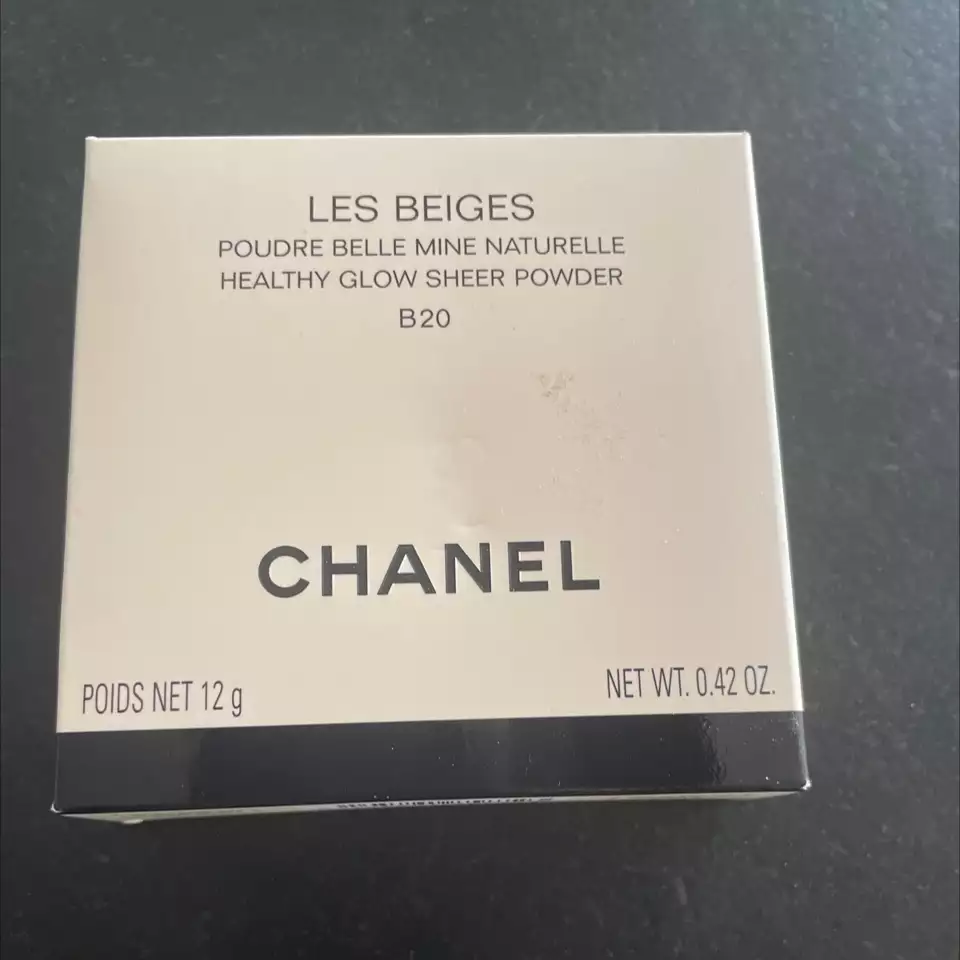 LES BEIGES
POUDRE BELLE MINE NATURELLE
HEALTHY GLOW SHEER POWDER
B20
CHANEL
POIDS NET 12 g
NET WT. 0.42 OZ.